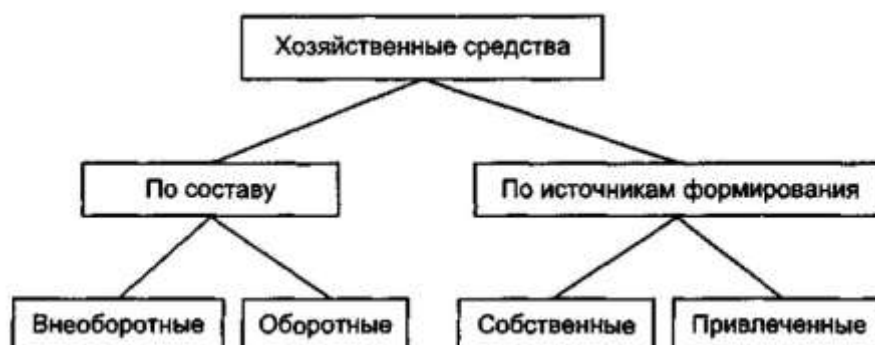 Хозяйственные средства
По составу
По источникам формирования
Внеоборотные
Оборотные
Собственные
Привлеченные